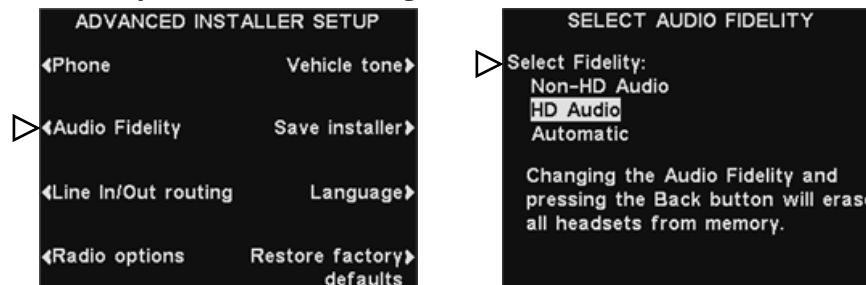 ADVANCED INSTALLER SETUP
Phone
Vehicle tone
Audio Fidelity
Save installer
Line In/Out routing
Language
Radio options
Restore factory
defaults
SELECT AUDIO FIDELITY
Select Fidelity:
Non-HD Audio
HD Audio
Automatic
Changing the Audio Fidelity and
pressing the Back button will erase
all headsets from memory.